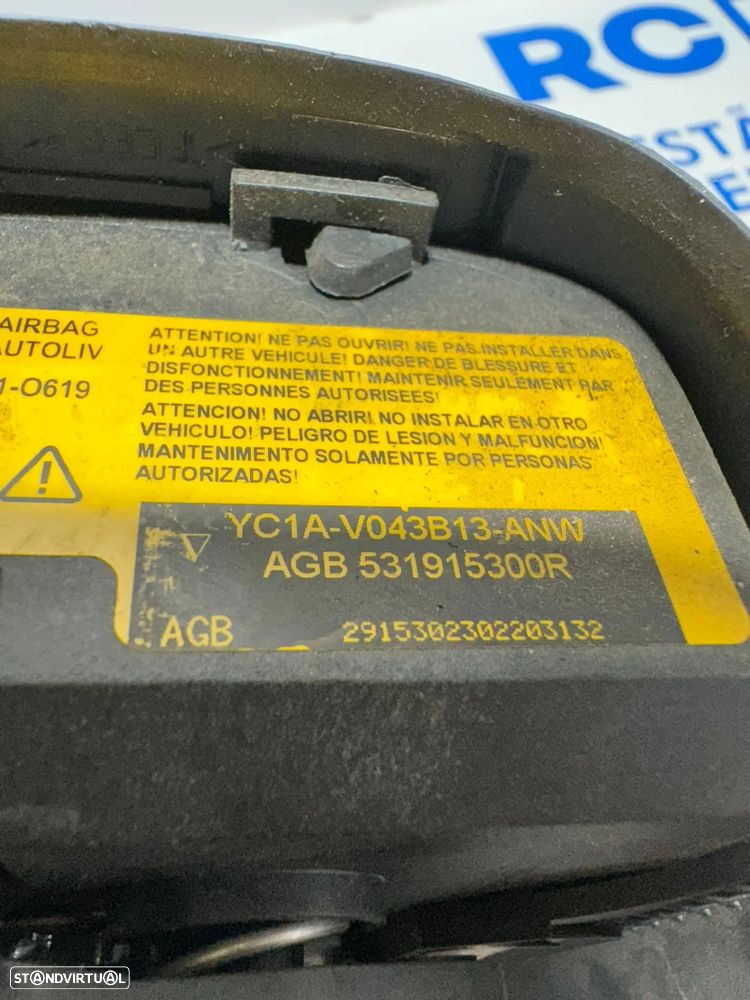 RC
ESTÃ
E
AIRBAG
AUTOLIV
1-O619
ATTENTION! NE PAS OUVRIR! NE PAS INSTALLER DANS
UN AUTRE VEHICULE! DANGER DE BLESSURE ET
DISFONCTIONNEMENT! MAINTENIR SEULEMENT PAR
DES PERSONNES AUTORISEES!
ATTENCION! NO ABRIR! NO INSTALAR EN OTRO
VEHICULO! PELIGRO DE LESION Y MALFUNCION!
MANTENIMENTO SOLAMENTE POR PERSONAS
AUTORIZADAS!
YC1A-V043B13-ANW
AGB 531915300R
AGB 2915302302203132
STANDVIRTUAL